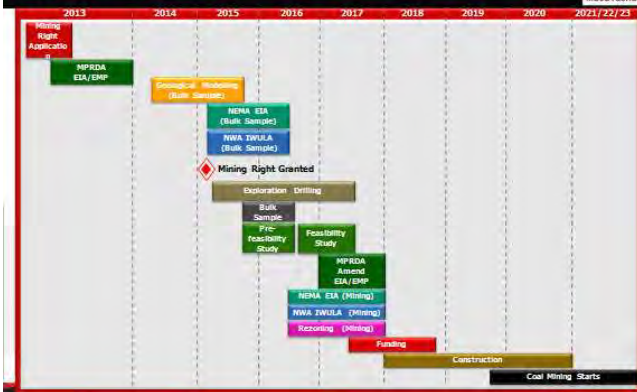 2013 2014 2015 2016 2017 2018 2019 2020 2021/22/23
Mining
Right
Applicatio
n
MPRDA
EIA/EMP
Geological Modeling
(Bulk Sample)
NEMA EIA
(Bulk Sample)
NWA IWULA
(Bulk Sample)
Mining Right Granted
Exploration Drilling
Bulk
Sample
Pre-
feasibility
Study
Feasibility
Study
MPRDA
Amend
EIA/EMP
NEMA EIA (Mining)
NWA IWULA (Mining)
Rezoning (Mining)
Funding
Construction
Coal Mining Starts